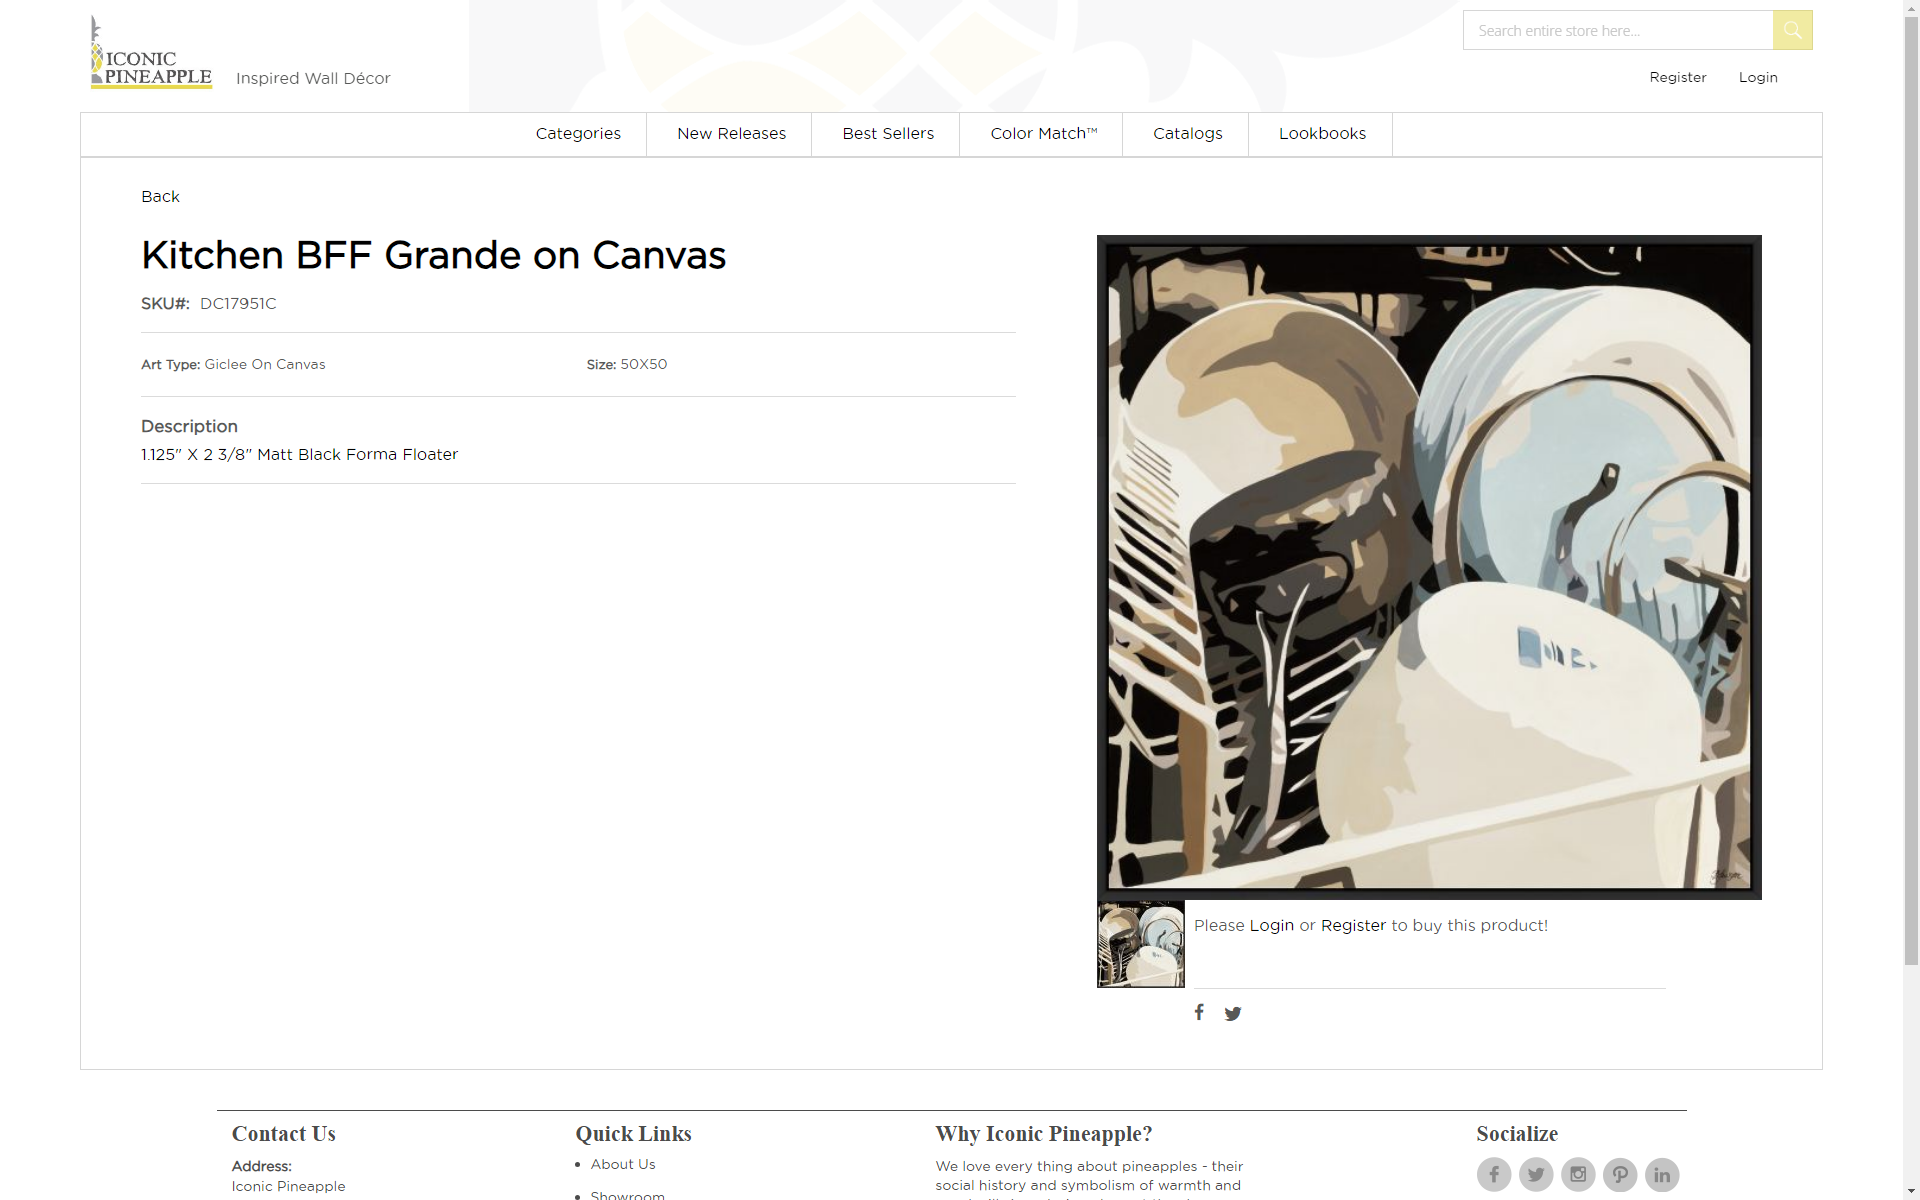 ICONIC
PINEAPPLE
Inspired Wall Décor
Search entire store here...
Register
Login
Categories
New Releases
Best Sellers
Color Match™
Catalogs
Lookbooks
Back
Kitchen BFF Grande on Canvas
SKU#: DC17951C
Art Type: Giclee On Canvas
Size: 50X50
Description
1.125" X 2 3/8" Matt Black Forma Floater
Please Login or Register to buy this product!
Contact Us
Address:
Iconic Pineapple
Quick Links
• About Us
• Showroom
Why Iconic Pineapple?
We love every thing about pineapples - their
social history and symbolism of warmth and
Socialize